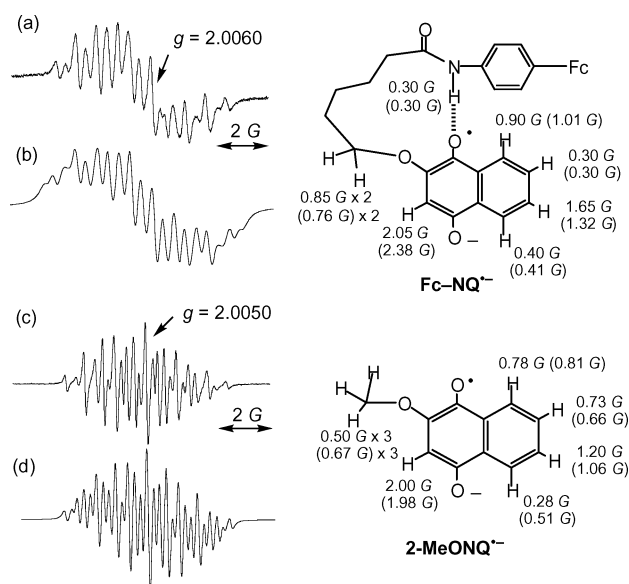 (a)
g = 2.0060
2 G
(b)
O
N
H
Fc
0.30 G
(0.30 G)
O •
H
0.90 G (1.01 G)
H
0.30 G
(0.30 G)
H
O
H
0.85 G x 2
(0.76 G) x 2
H
H
1.65 G
(1.32 G)
2.05 G
(2.38 G)
O –
H
0.40 G
(0.41 G)
Fc–NQ•–
(c)
g = 2.0050
2 G
(d)
H
H
H
O
O •
H
0.78 G (0.81 G)
H
0.73 G
(0.66 G)
0.50 G x 3
(0.67 G) x 3
H
H
1.20 G
(1.06 G)
2.00 G
(1.98 G)
O –
H
0.28 G
(0.51 G)
2-MeONQ•–